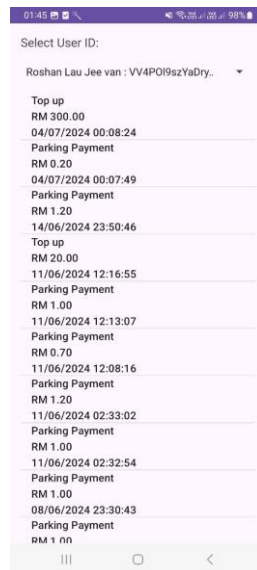 01:45
98%
Select User ID:
Roshan Lau Jee van : VV4POl9szYaDry..
Top up
RM 300.00
04/07/2024 00:08:24
Parking Payment
RM 0.20
04/07/2024 00:07:49
Parking Payment
RM 1.20
14/06/2024 23:50:46
Top up
RM 20.00
11/06/2024 12:16:55
Parking Payment
RM 1.00
11/06/2024 12:13:07
Parking Payment
RM 0.70
11/06/2024 12:08:16
Parking Payment
RM 1.20
11/06/2024 02:33:02
Parking Payment
RM 1.00
11/06/2024 02:32:54
Parking Payment
RM 1.00
08/06/2024 23:30:43
Parking Payment
RM 1.00